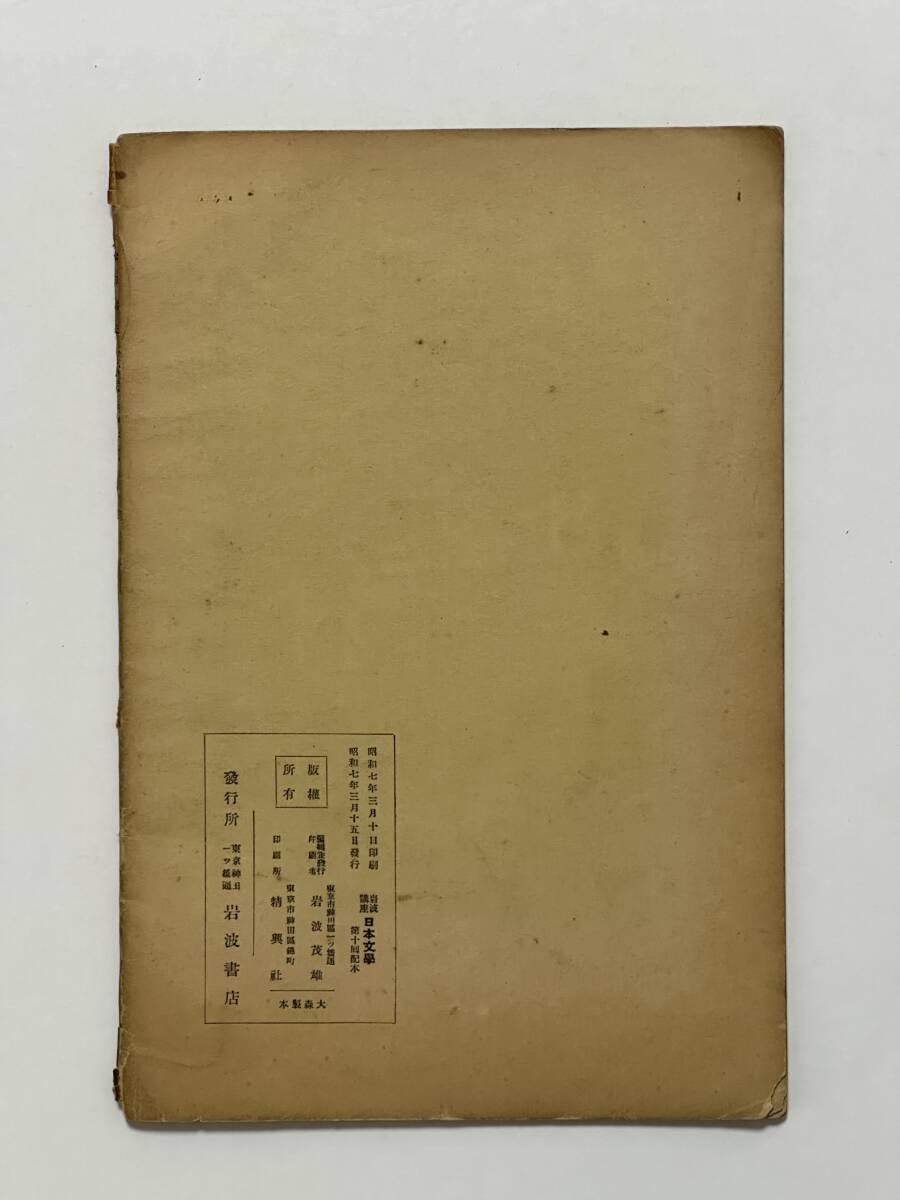 昭和七年三月十日印刷
昭和七年三月十五日發行
岩波
講座
日本文學
第十回配本
版權
所有
編輯兼發行
印刷者
東京市神田區一ツ橋通
岩波茂雄
東京市神田區錦町
印刷所
精興社
大森製本
發行所
東京神田
一ツ橋通
岩波書店